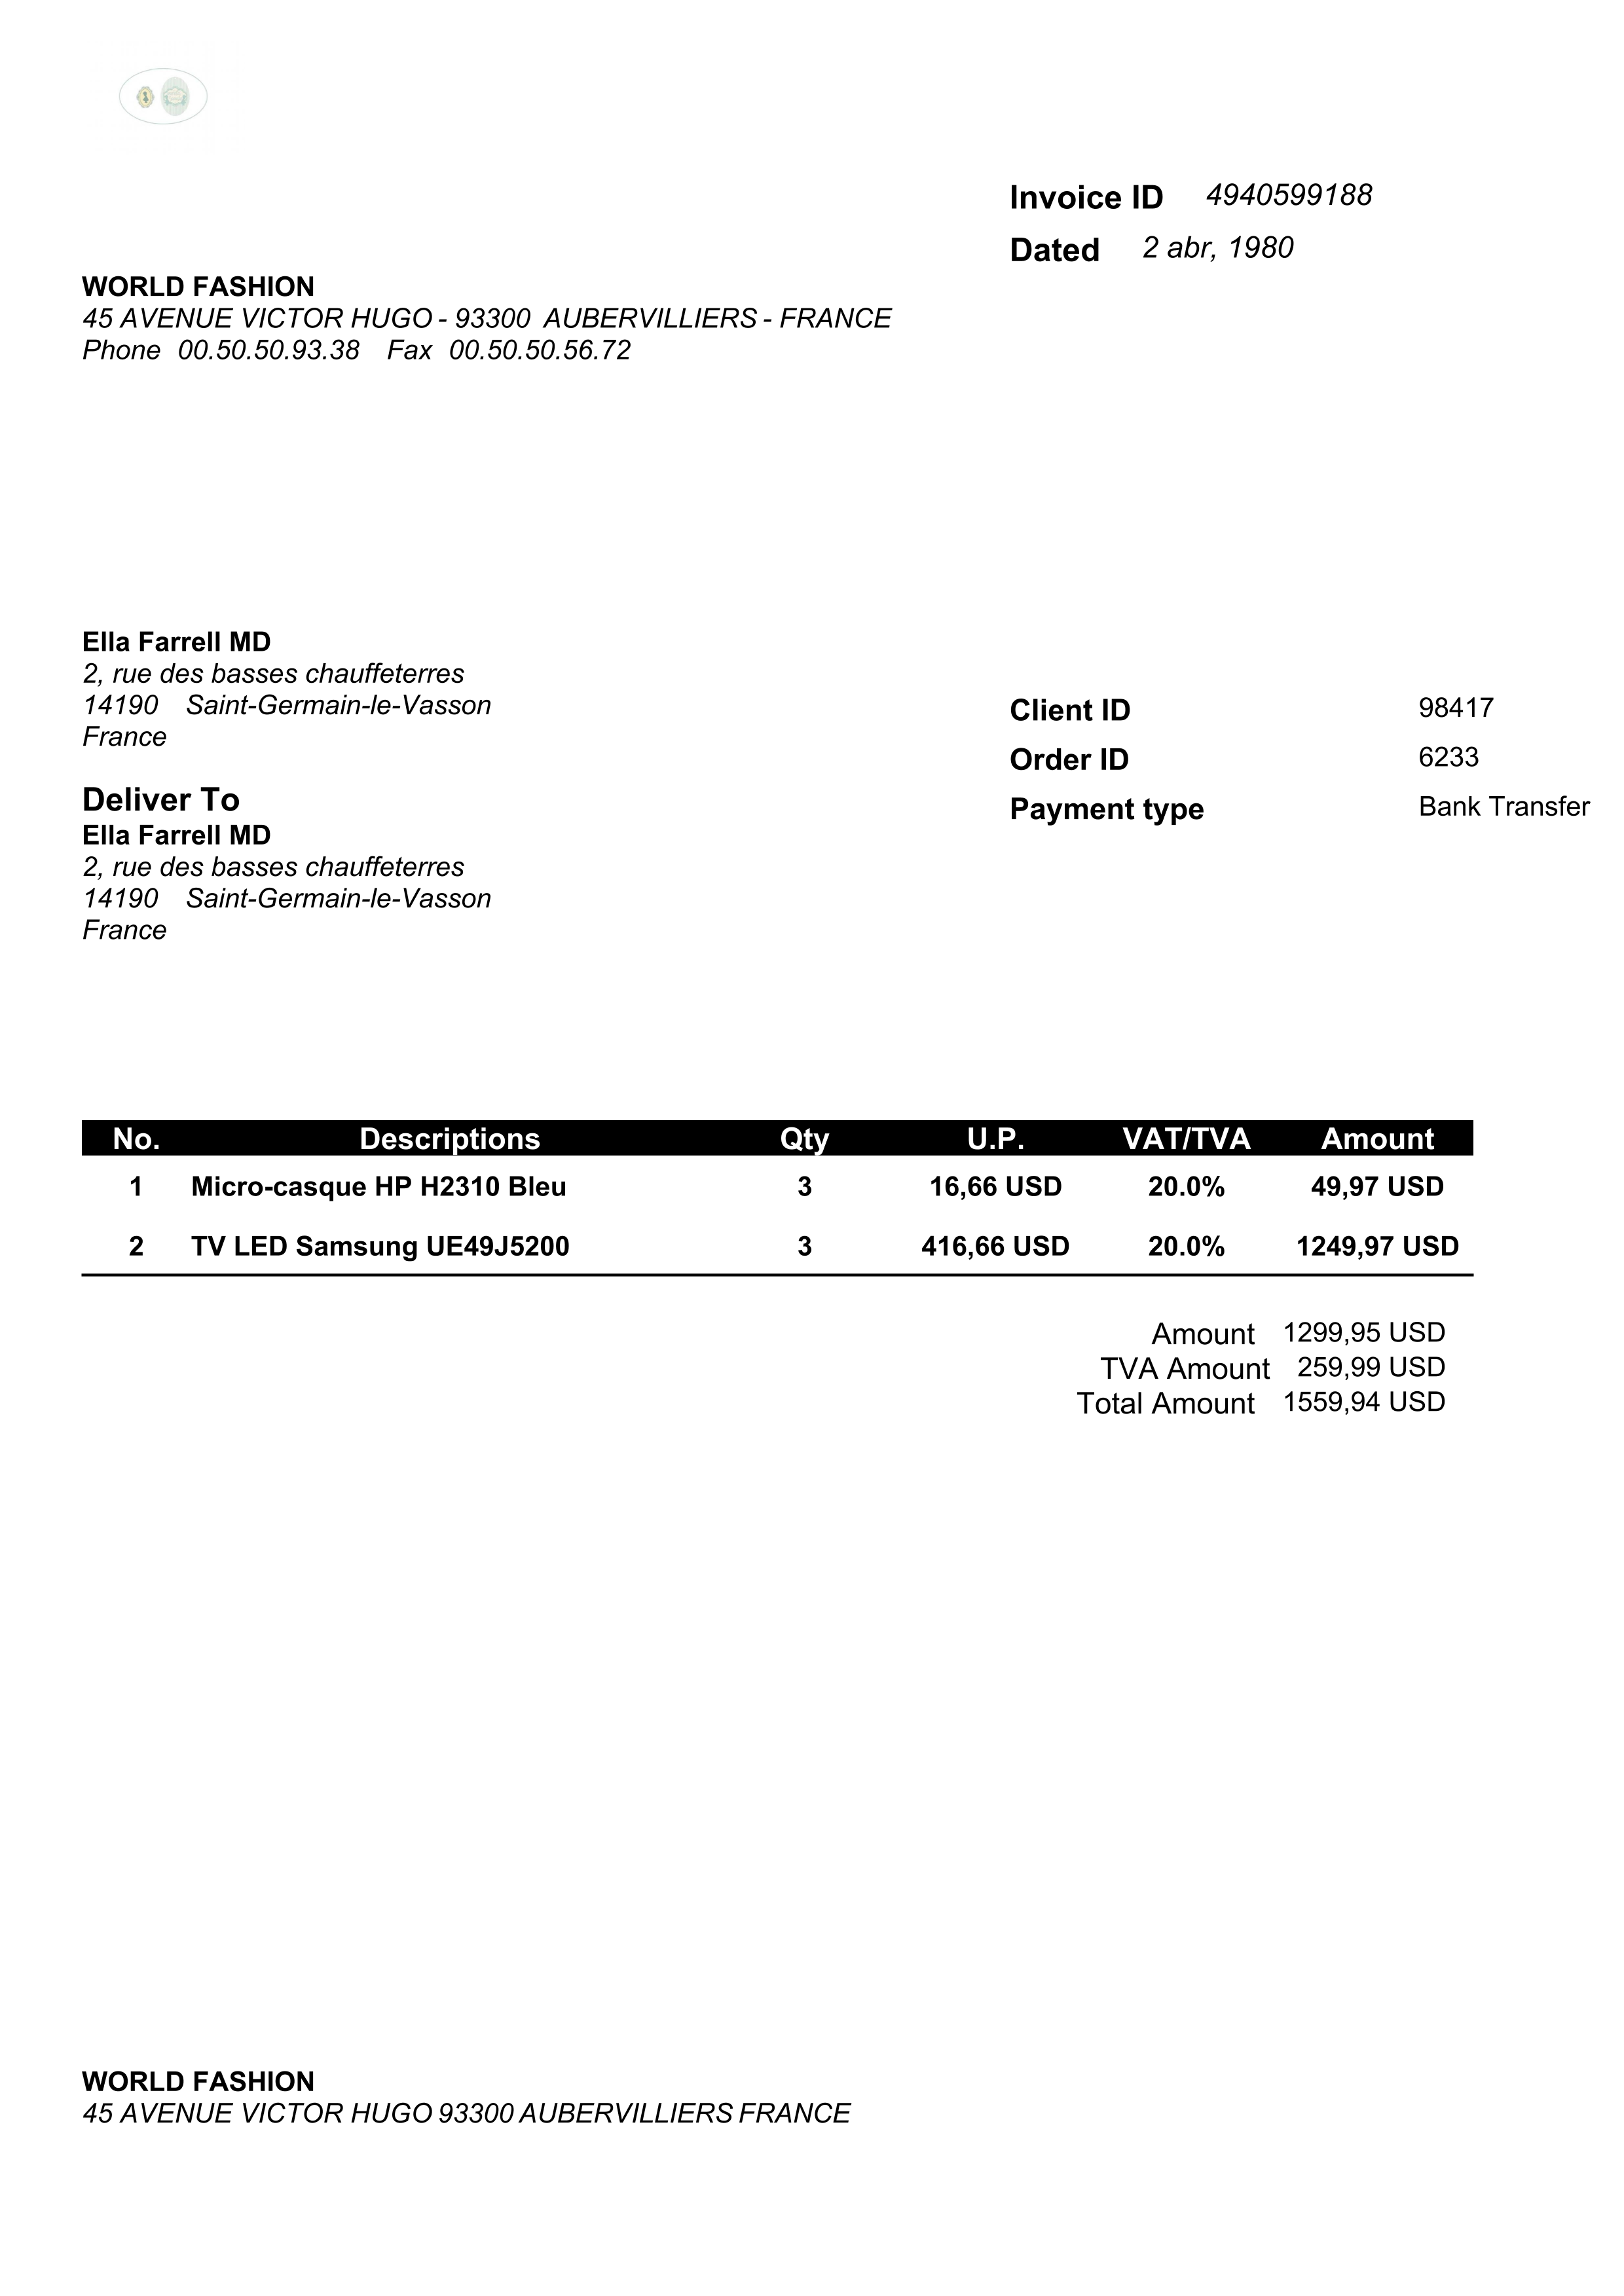 Invoice ID 4940599188
Dated 2 abr, 1980
WORLD FASHION
45 AVENUE VICTOR HUGO - 93300 AUBERVILLIERS - FRANCE
Phone 00.50.50.93.38 Fax 00.50.50.56.72
Ella Farrell MD
2, rue des basses chauffeterres
14190 Saint-Germain-le-Vasson
France
Client ID 98417
Order ID 6233
Payment type Bank Transfer
Deliver To
Ella Farrell MD
2, rue des basses chauffeterres
14190 Saint-Germain-le-Vasson
France
No. Descriptions Qty U.P. VAT/TVA Amount
1 Micro-casque HP H2310 Bleu 3 16,66 USD 20.0% 49,97 USD
2 TV LED Samsung UE49J5200 3 416,66 USD 20.0% 1249,97 USD
Amount 1299,95 USD
TVA Amount 259,99 USD
Total Amount 1559,94 USD
WORLD FASHION
45 AVENUE VICTOR HUGO 93300 AUBERVILLIERS FRANCE